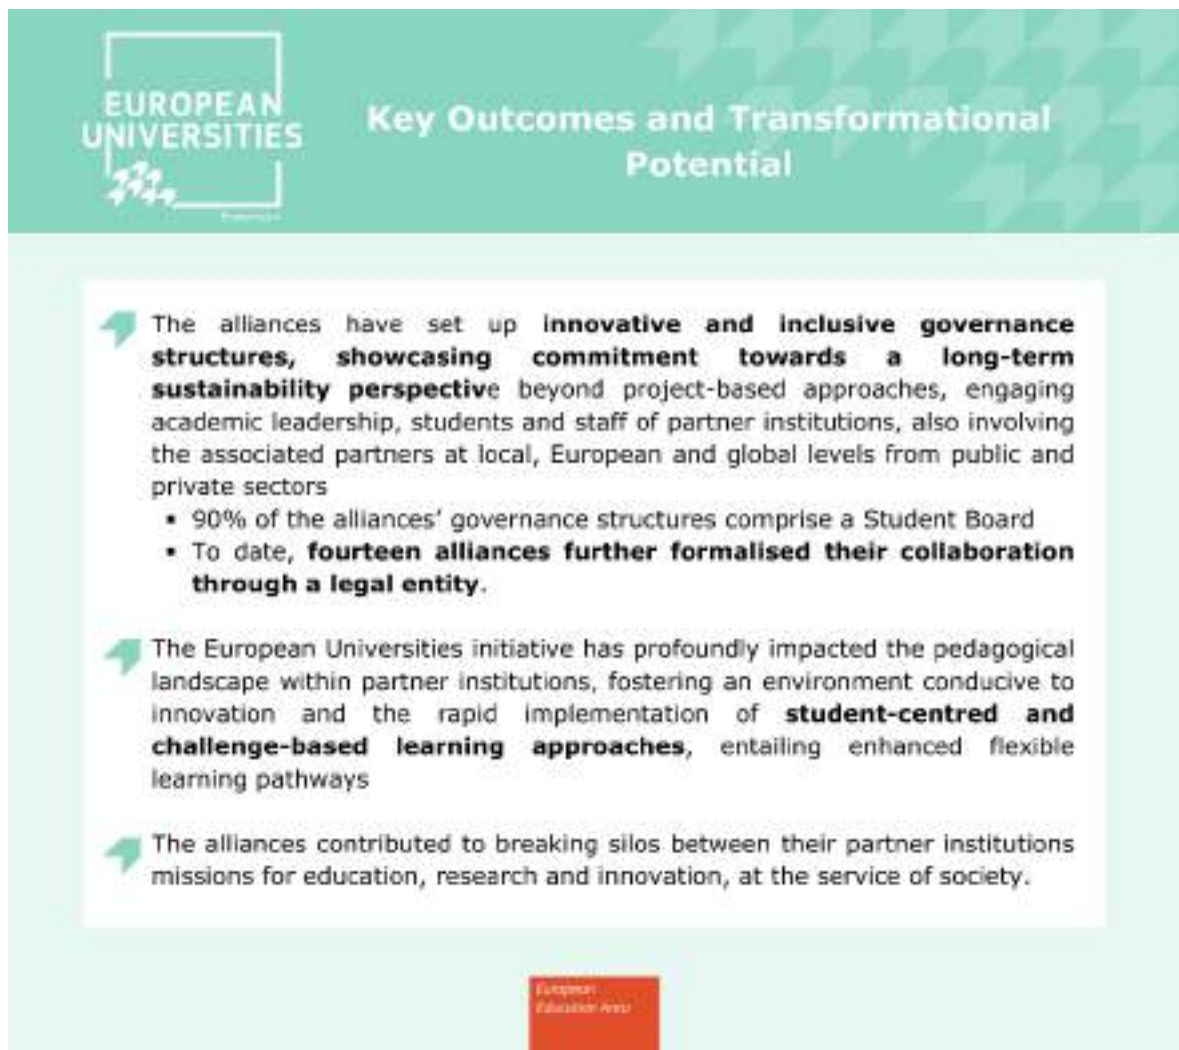 EUROPEAN
UNIVERSITIES
Key Outcomes and Transformational
Potential
The alliances have set up innovative and inclusive governance
structures, showcasing commitment towards a long-term
sustainability perspective beyond project-based approaches, engaging
academic leadership, students and staff of partner institutions, also involving
the associated partners at local, European and global levels from public and
private sectors
▪ 90% of the alliances’ governance structures comprise a Student Board
▪ To date, fourteen alliances further formalised their collaboration
through a legal entity.
The European Universities initiative has profoundly impacted the pedagogical
landscape within partner institutions, fostering an environment conducive to
innovation and the rapid implementation of student-centred and
challenge-based learning approaches, entailing enhanced flexible
learning pathways
The alliances contributed to breaking silos between their partner institutions
missions for education, research and innovation, at the service of society.
European
Education Area